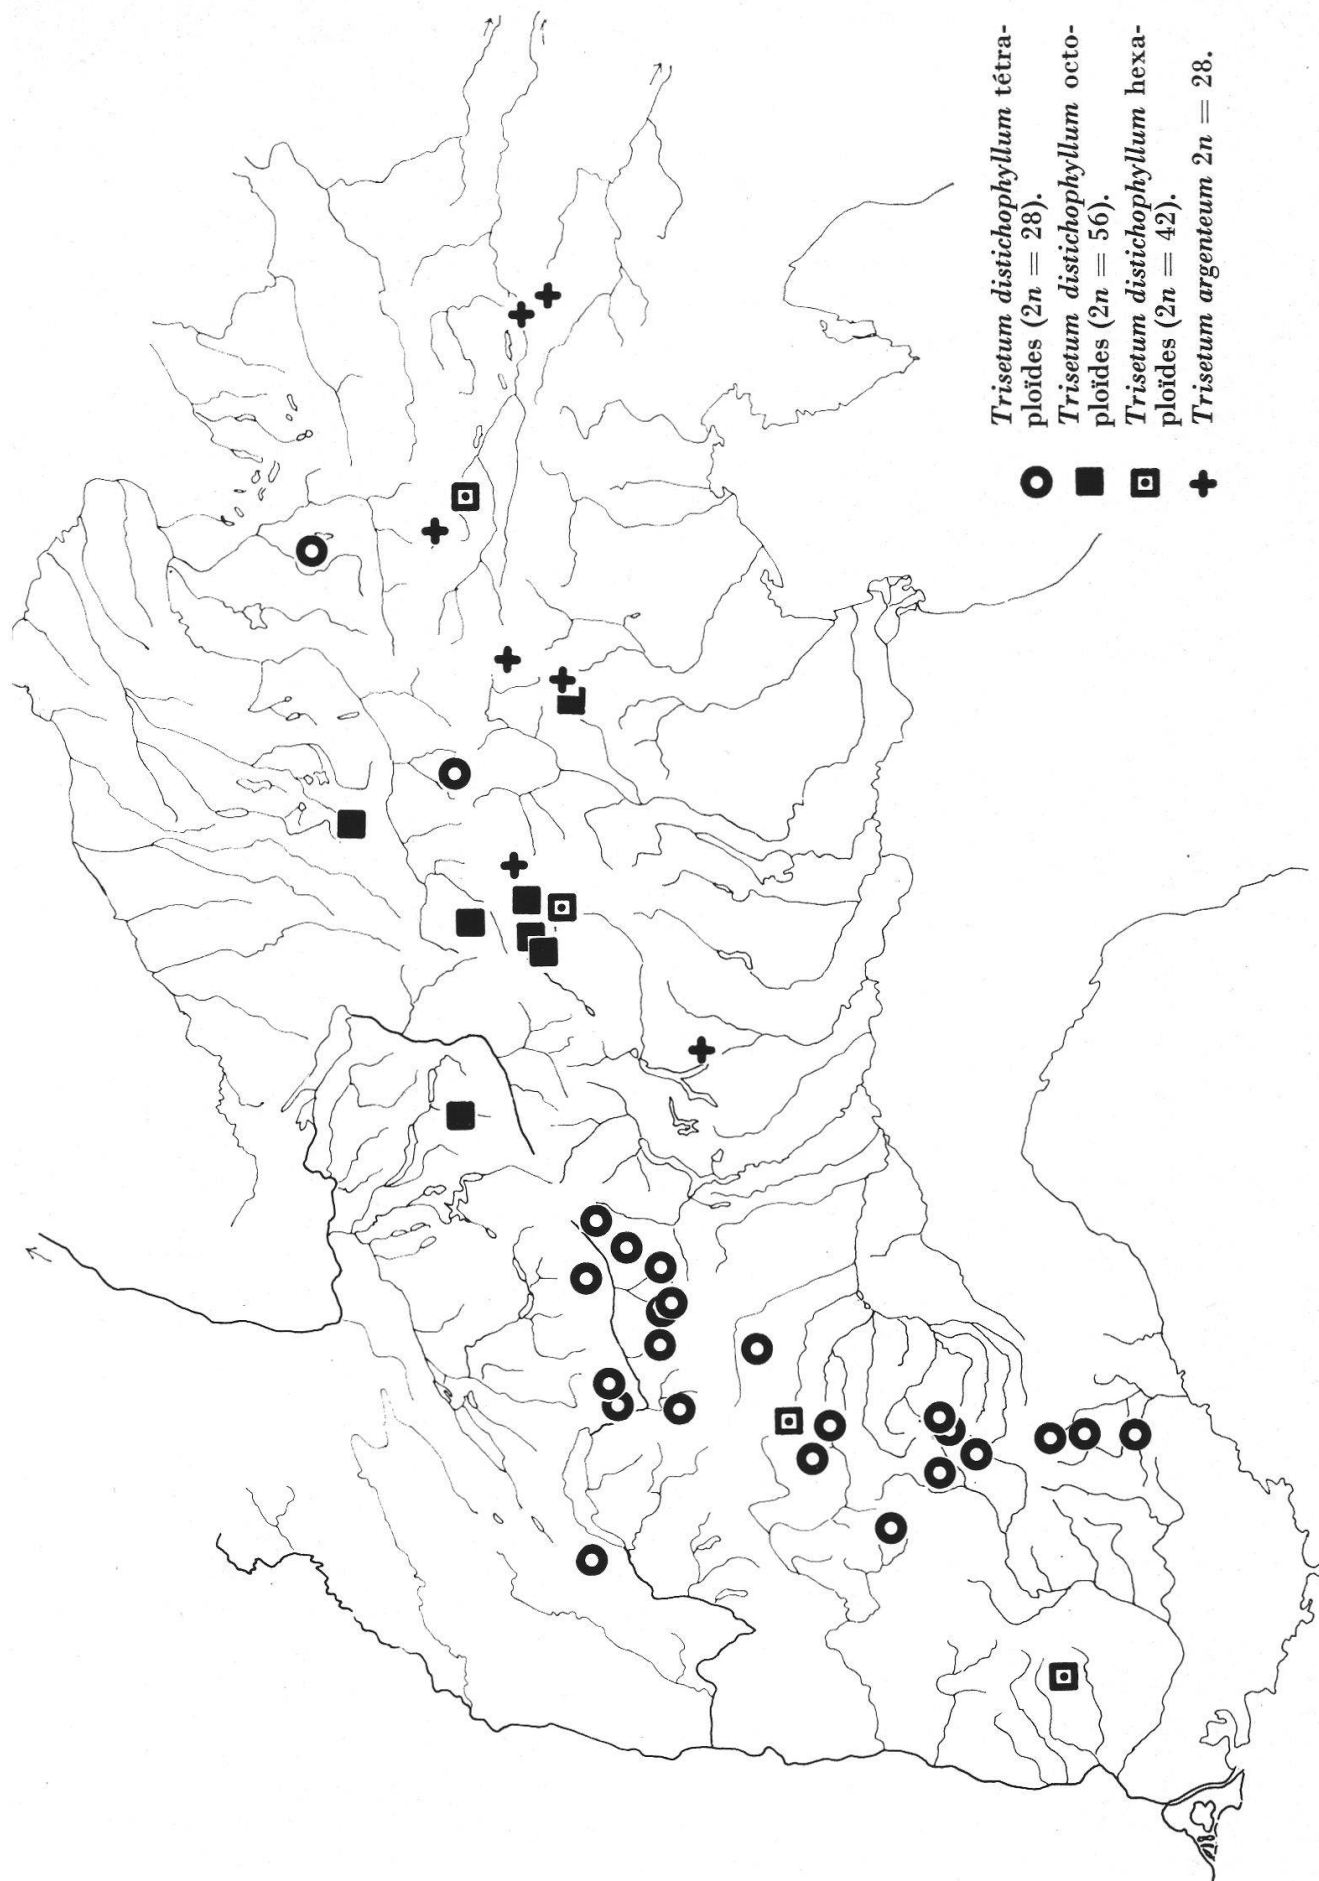 Trisetum distichophyllum tétra-
ploïdes (2n = 28).
Trisetum distichophyllum octo-
ploïdes (2n = 56).
Trisetum distichophyllum hexa-
ploïdes (2n = 42).
Trisetum argenteum 2n = 28.